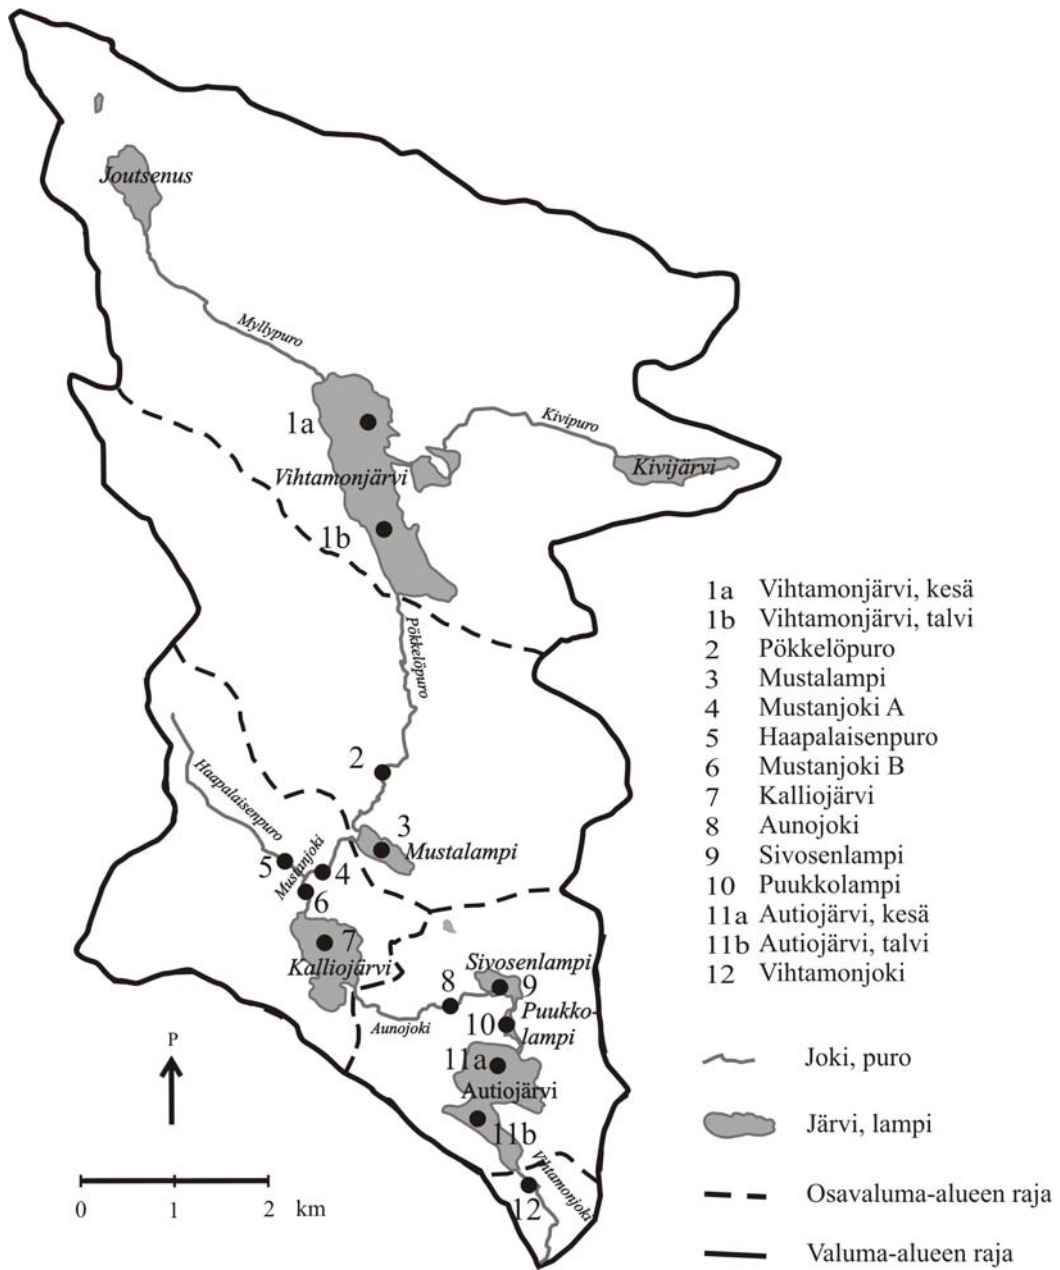 Joutsenus
Myllypuro
Kivipuro
1a
Kivijärvi
Vihtamonjärvi
1b
Pökkelöpuro
2
Haapalaisenpuro
3
Mustalampi
Mustanjoki
5
4
6
7
Kalliojärvi
Sivosenlampi
8
9
Aunojoki
10
Puukko-
lampi
11a
Autiojärvi
11b
Vihtamonjoki
12
P
0 1 2 km
1a Vihtamonjärvi, kesä
1b Vihtamonjärvi, talvi
2 Pökkelöpuro
3 Mustalampi
4 Mustanjoki A
5 Haapalaisenpuro
6 Mustanjoki B
7 Kalliojärvi
8 Aunojoki
9 Sivosenlampi
10 Puukkolampi
11a Autiojärvi, kesä
11b Autiojärvi, talvi
12 Vihtamonjoki
Joki, puro
Järvi, lampi
Osavaluma-alueen raja
Valuma-alueen raja